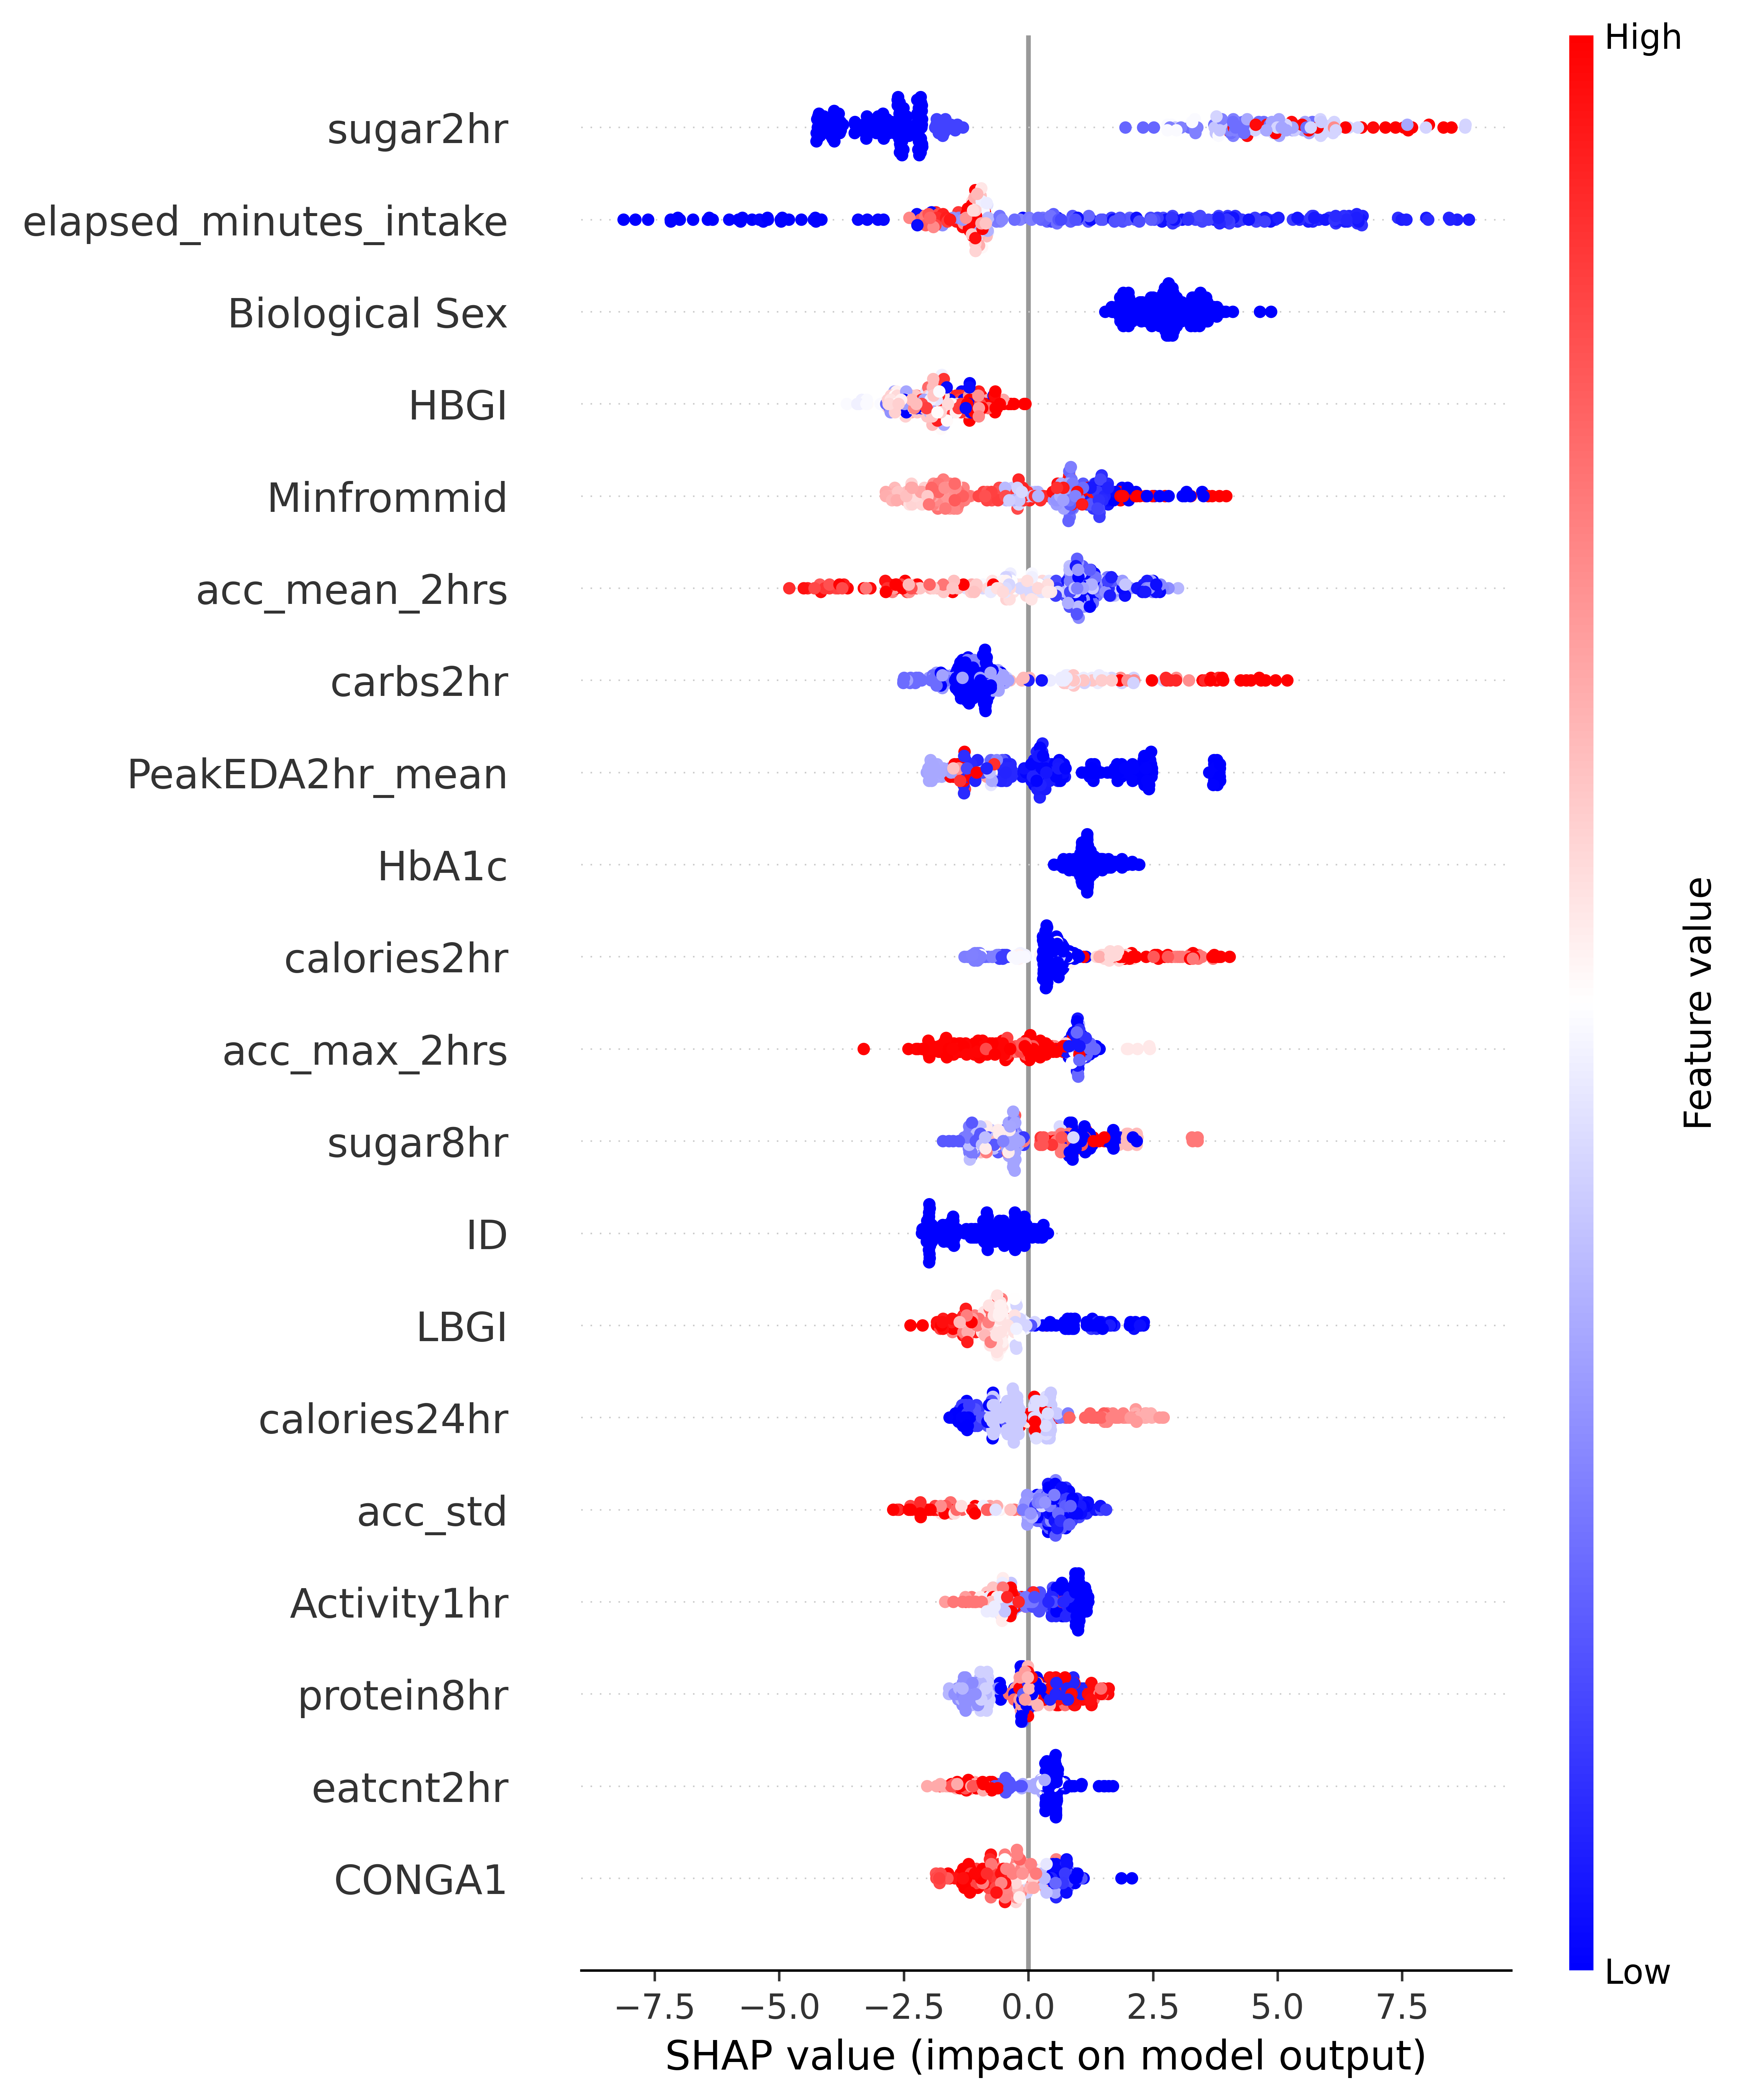 High
sugar2hr
elapsed_minutes_intake
Biological Sex
HBGI
Minfrommid
acc_mean_2hrs
carbs2hr
PeakEDA2hr_mean
HbA1c
calories2hr
acc_max_2hrs
sugar8hr
ID
LBGI
calories24hr
acc_std
Activity1hr
protein8hr
eatcnt2hr
CONGA1
Feature value
Low
−7.5 −5.0 −2.5 0.0 2.5 5.0 7.5
SHAP value (impact on model output)